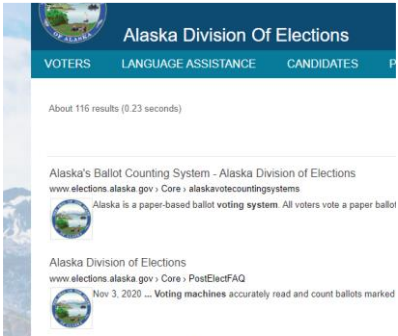 Alaska Division Of Elections
VOTERS LANGUAGE ASSISTANCE CANDIDATES P
About 116 results (0.23 seconds)
Alaska's Ballot Counting System - Alaska Division of Elections
www.elections.alaska.gov › Core › alaskavotecountingsystems
Alaska is a paper-based ballot voting system. All voters vote a paper ballot
Alaska Division of Elections
www.elections.alaska.gov › Core › PostElectFAQ
Nov 3, 2020 ... Voting machines accurately read and count ballots marked